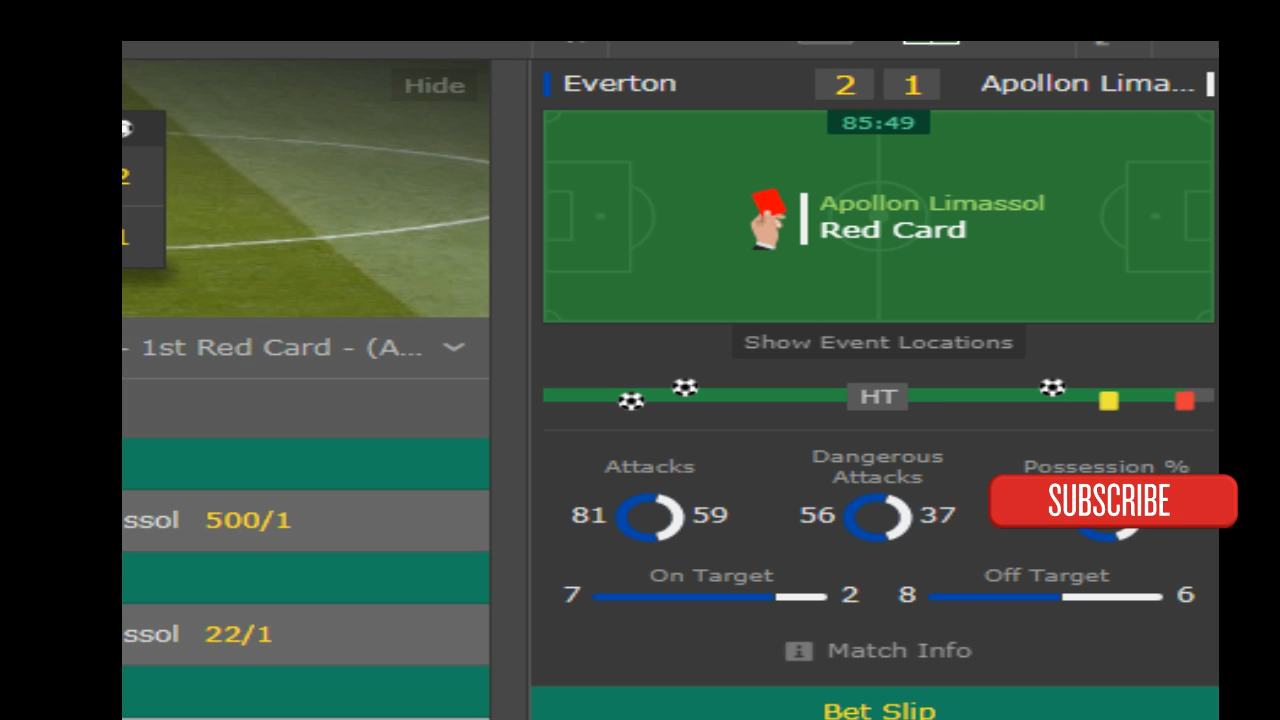 Hide
2
1
- 1st Red Card - (A...
ssol 500/1
ssol 22/1
Everton 2 1 Apollon Lima...
85:49
Apollon Limassol
Red Card
Show Event Locations
HT
Attacks
81 59
Dangerous
Attacks
56 37
Possession %
SUBSCRIBE
On Target
7 2
Off Target
8 6
Match Info
Bet Slip